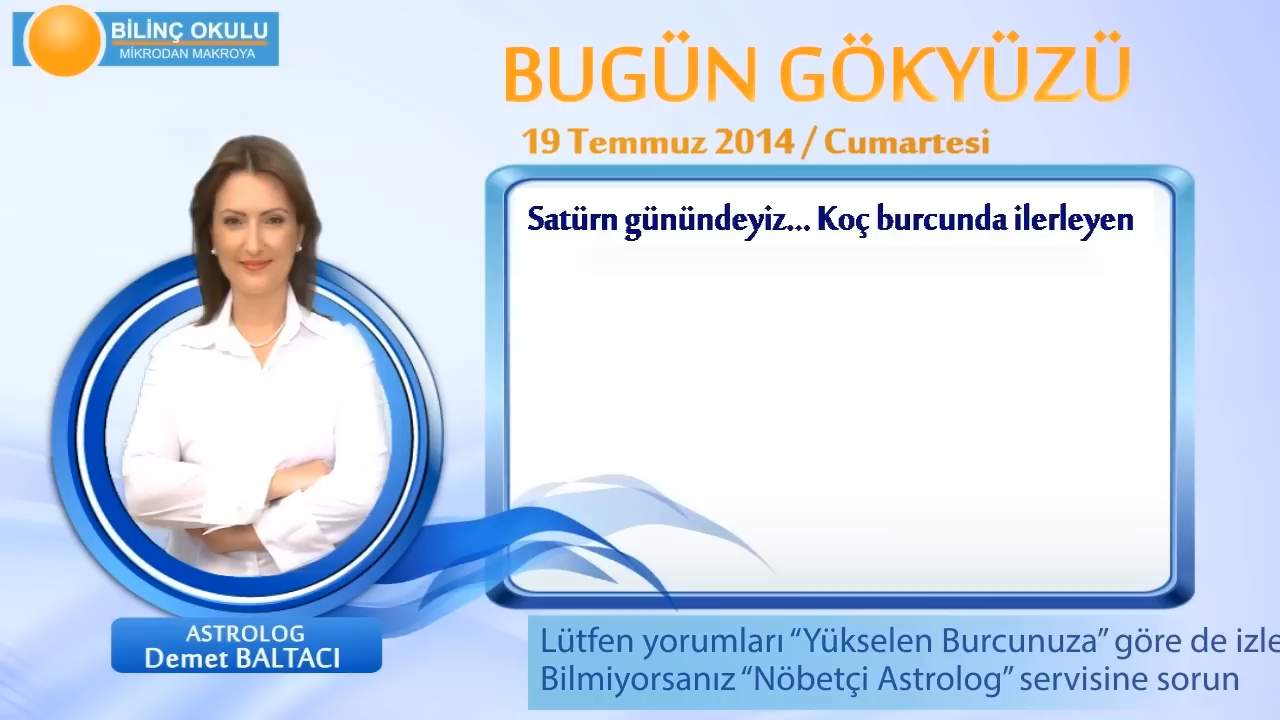 BİLİNÇ OKULU
MİKRODAN MAKROYA
BUGÜN GÖKYÜZÜ
19 Temmuz 2014 / Cumartesi
Satürn günündeyiz... Koç burcunda ilerleyen
ASTROLOG
Demet BALTACI
Lütfen yorumları “Yükselen Burcunuza” göre de izle
Bilmiyorsanız “Nöbetçi Astrolog” servisine sorun